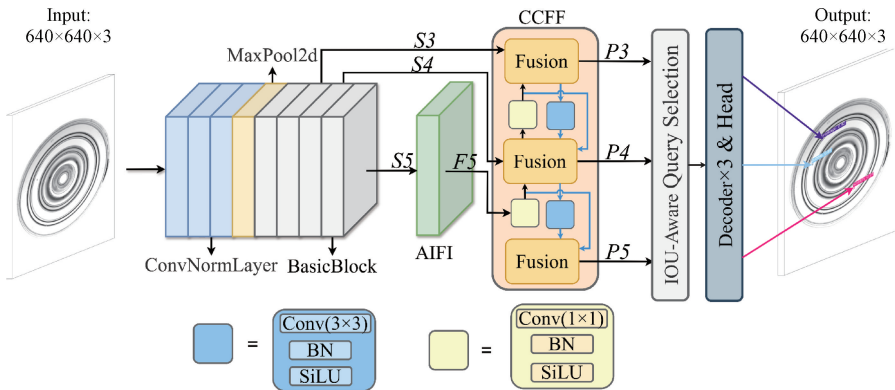 Input:
640×640×3
MaxPool2d
S3
S4
S5
F5
ConvNormLayer
BasicBlock
AIFI
CCFF
Fusion
Fusion
Fusion
P3
P4
P5
IOU-Aware Query Selection
Decoder×3 & Head
Output:
640×640×3
=
Conv(3×3)
BN
SiLU
=
Conv(1×1)
BN
SiLU